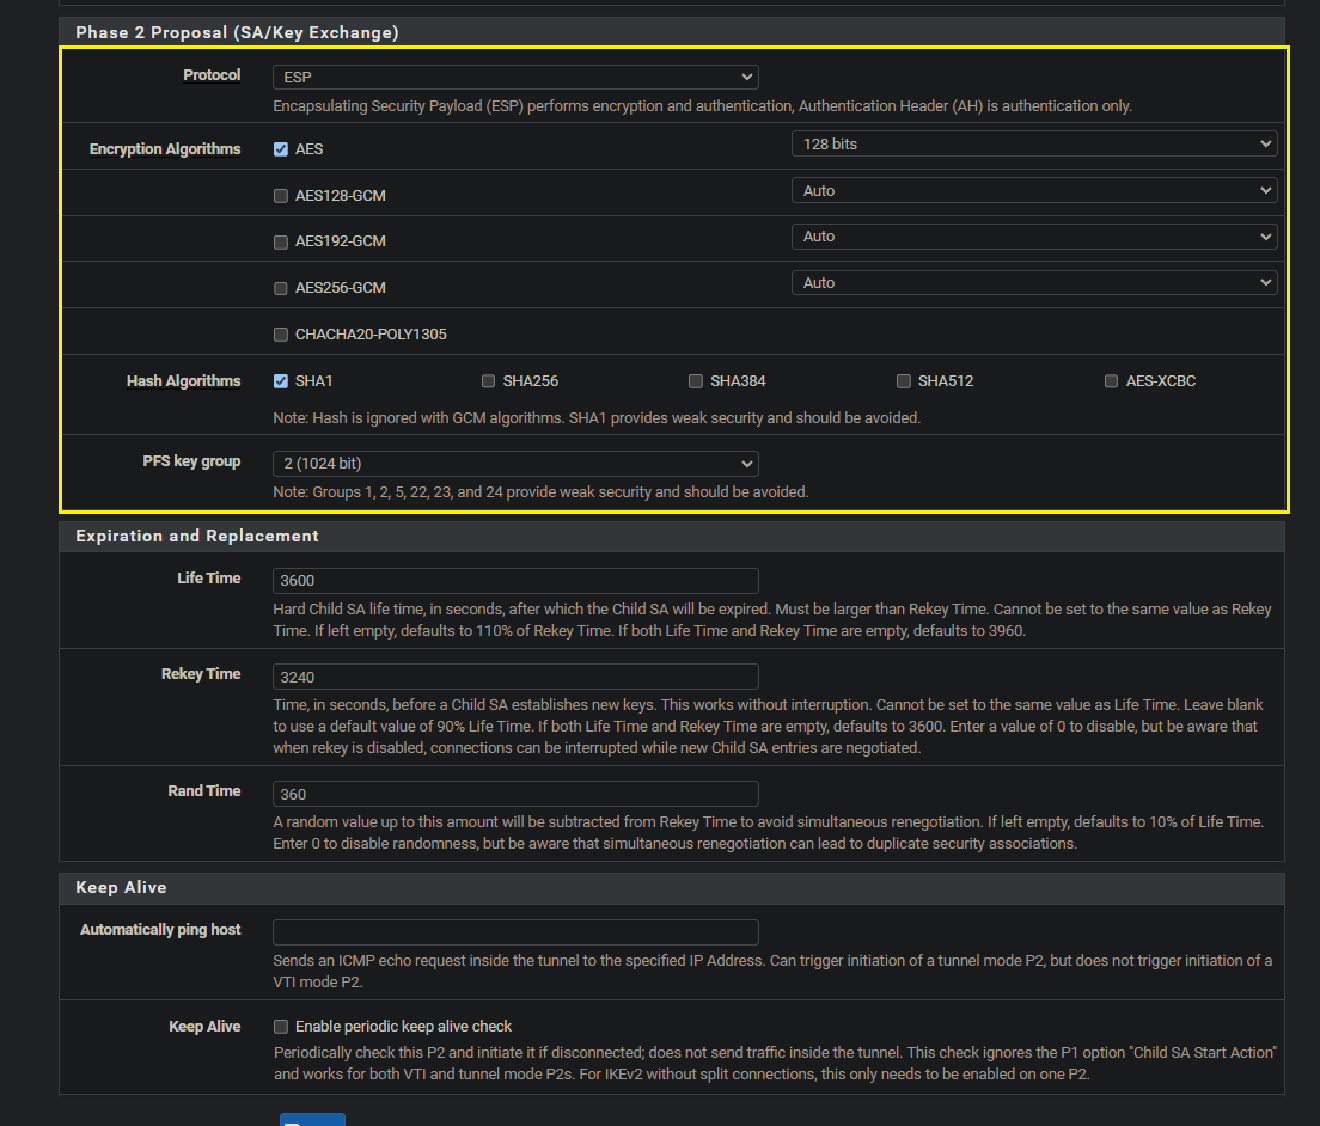 Phase 2 Proposal (SA/Key Exchange)
Protocol
ESP
Encapsulating Security Payload (ESP) performs encryption and authentication, Authentication Header (AH) is authentication only.
Encryption Algorithms
AES
128 bits
AES128-GCM
Auto
AES192-GCM
Auto
AES256-GCM
Auto
CHACHA20-POLY1305
Hash Algorithms
SHA1
SHA256
SHA384
SHA512
AES-XCBC
Note: Hash is ignored with GCM algorithms. SHA1 provides weak security and should be avoided.
PFS key group
2 (1024 bit)
Note: Groups 1, 2, 5, 22, 23, and 24 provide weak security and should be avoided.
Expiration and Replacement
Life Time
3600
Hard Child SA life time, in seconds, after which the Child SA will be expired. Must be larger than Rekey Time. Cannot be set to the same value as Rekey
Time. If left empty, defaults to 110% of Rekey Time. If both Life Time and Rekey Time are empty, defaults to 3960.
Rekey Time
3240
Time, in seconds, before a Child SA establishes new keys. This works without interruption. Cannot be set to the same value as Life Time. Leave blank
to use a default value of 90% Life Time. If both Life Time and Rekey Time are empty, defaults to 3600. Enter a value of 0 to disable, but be aware that
when rekey is disabled, connections can be interrupted while new Child SA entries are negotiated.
Rand Time
360
A random value up to this amount will be subtracted from Rekey Time to avoid simultaneous renegotiation. If left empty, defaults to 10% of Life Time.
Enter 0 to disable randomness, but be aware that simultaneous renegotiation can lead to duplicate security associations.
Keep Alive
Automatically ping host
Sends an ICMP echo request inside the tunnel to the specified IP Address. Can trigger initiation of a tunnel mode P2, but does not trigger initiation of a
VTI mode P2.
Keep Alive
Enable periodic keep alive check
Periodically check this P2 and initiate it if disconnected; does not send traffic inside the tunnel. This check ignores the P1 option "Child SA Start Action"
and works for both VTI and tunnel mode P2s. For IKEv2 without split connections, this only needs to be enabled on one P2.